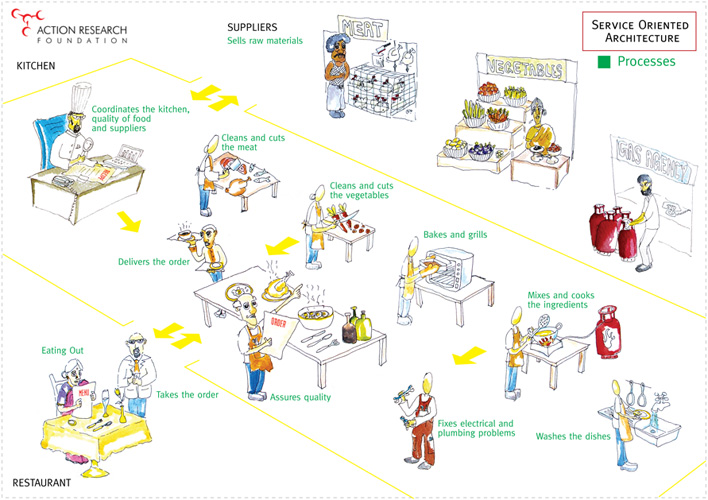 ACTION RESEARCH
FOUNDATION
SUPPLIERS
Sells raw materials
SERVICE ORIENTED
ARCHITECTURE
Processes
KITCHEN
MEAT
VEGETABLES
GAS AGENCY
Coordinates the kitchen,
quality of food
and suppliers
Cleans and cuts
the meat
Cleans and cuts
the vegetables
Delivers the order
Bakes and grills
Mixes and cooks
the ingredients
ORDER
Eating Out
MENU
Takes the order
Assures quality
Fixes electrical and
plumbing problems
Washes the dishes
RESTAURANT